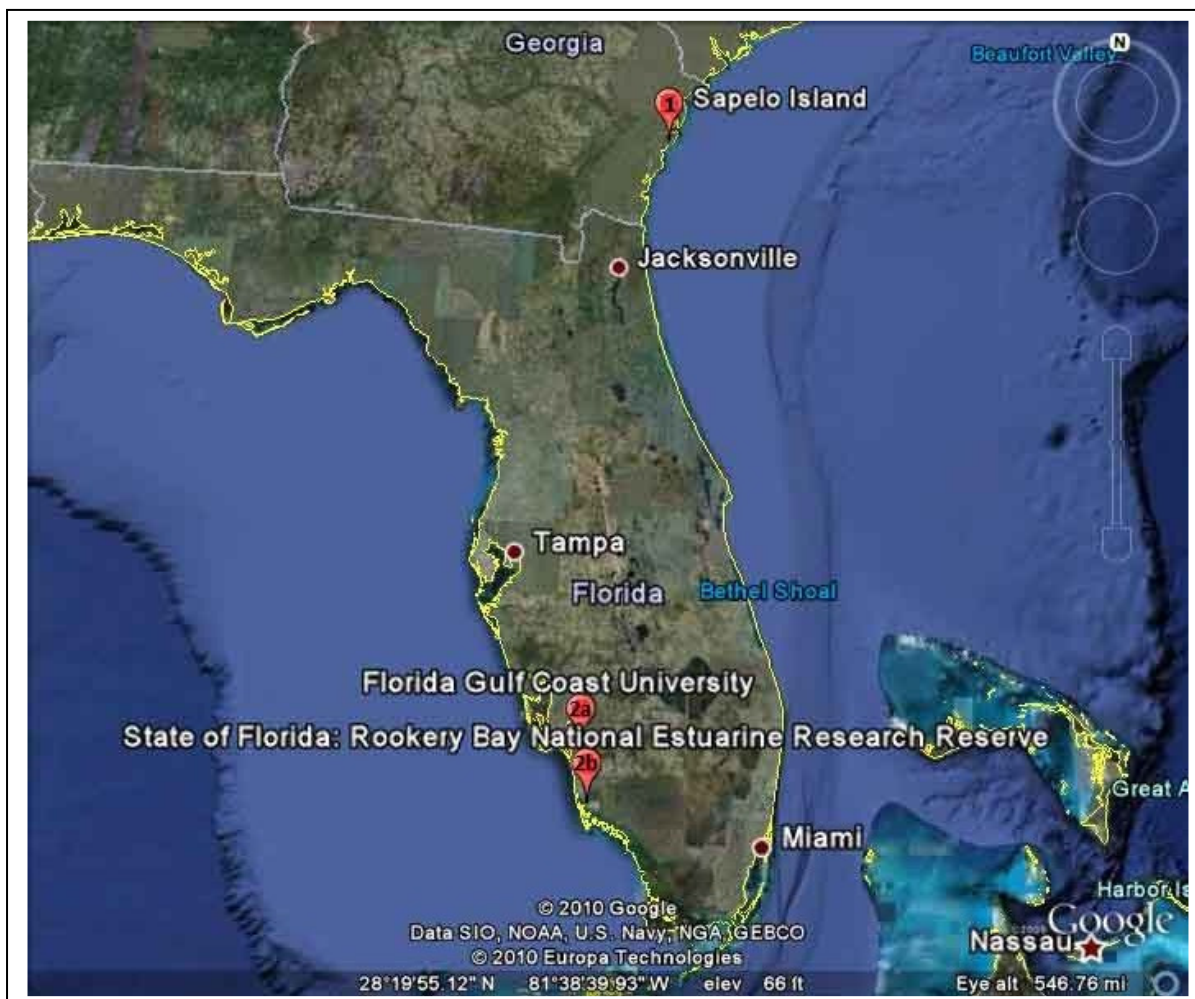 Georgia
Beaufort Valley
N
1
Sapelo Island
Jacksonville
Tampa
Florida
Bethel Shoal
Florida Gulf Coast University
2a
State of Florida: Rookery Bay National Estuarine Research Reserve
2b
Great A
Miami
Harbor Is
© 2010 Google
Google
Data SIO, NOAA, U.S. Navy, NGA, GEBCO
Nassau
© 2010 Europa Technologies
28°19'55.12" N 81°38'39.93" W elev 66 ft Eye alt 546.76 mi